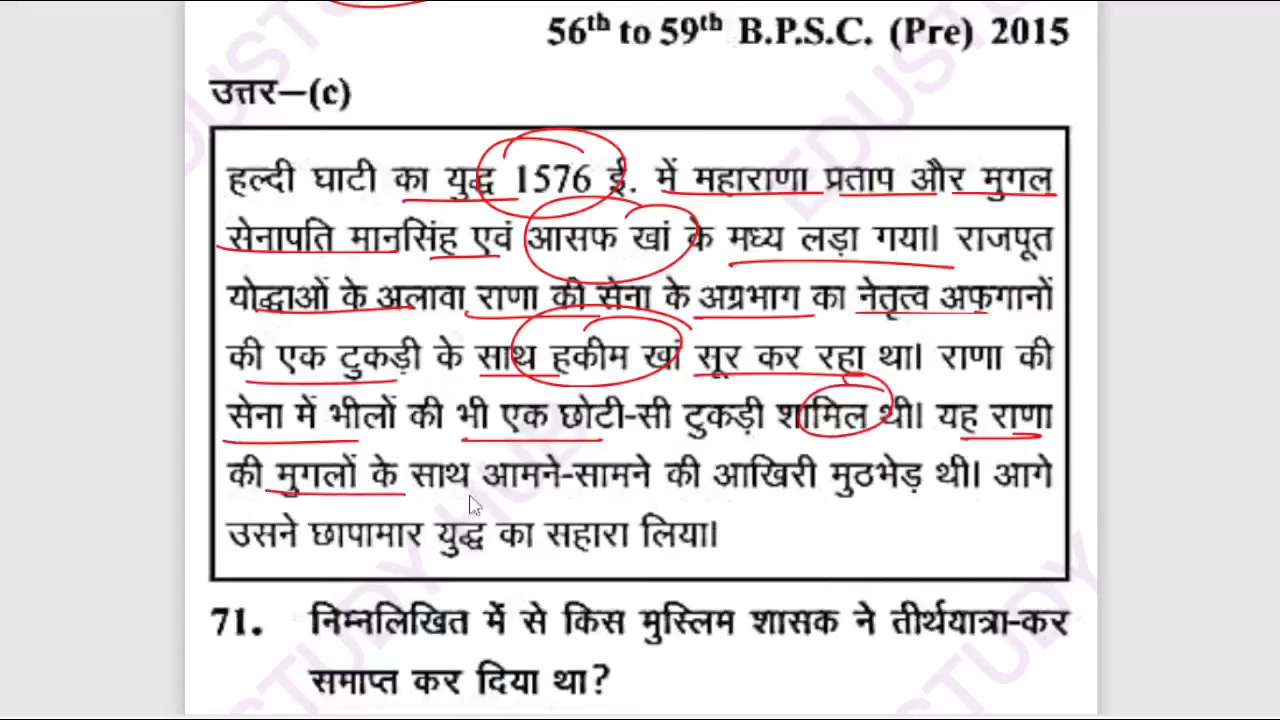 56th to 59th B.P.S.C. (Pre) 2015
उत्तर—(c)
हल्दी घाटी का युद्ध 1576 ई. में महाराणा प्रताप और मुगल
सेनापति मानसिंह एवं आसफ खां के मध्य लड़ा गया। राजपूत
योद्धाओं के अलावा राणा की सेना के अग्रभाग का नेतृत्व अफगानों
की एक टुकड़ी के साथ हकीम खां सूर कर रहा था। राणा की
सेना में भीलों की भी एक छोटी-सी टुकड़ी शामिल थी। यह राणा
की मुगलों के साथ आमने-सामने की आखिरी मुठभेड़ थी। आगे
उसने छापामार युद्ध का सहारा लिया।
71. निम्नलिखित में से किस मुस्लिम शासक ने तीर्थयात्रा-कर
समाप्त कर दिया था?